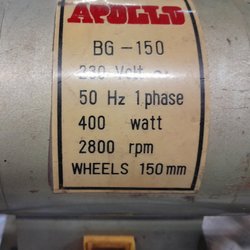 APOLLO
BG-150
230 Volt
50 Hz 1 phase
400 watt
2800 rpm
WHEELS 150mm